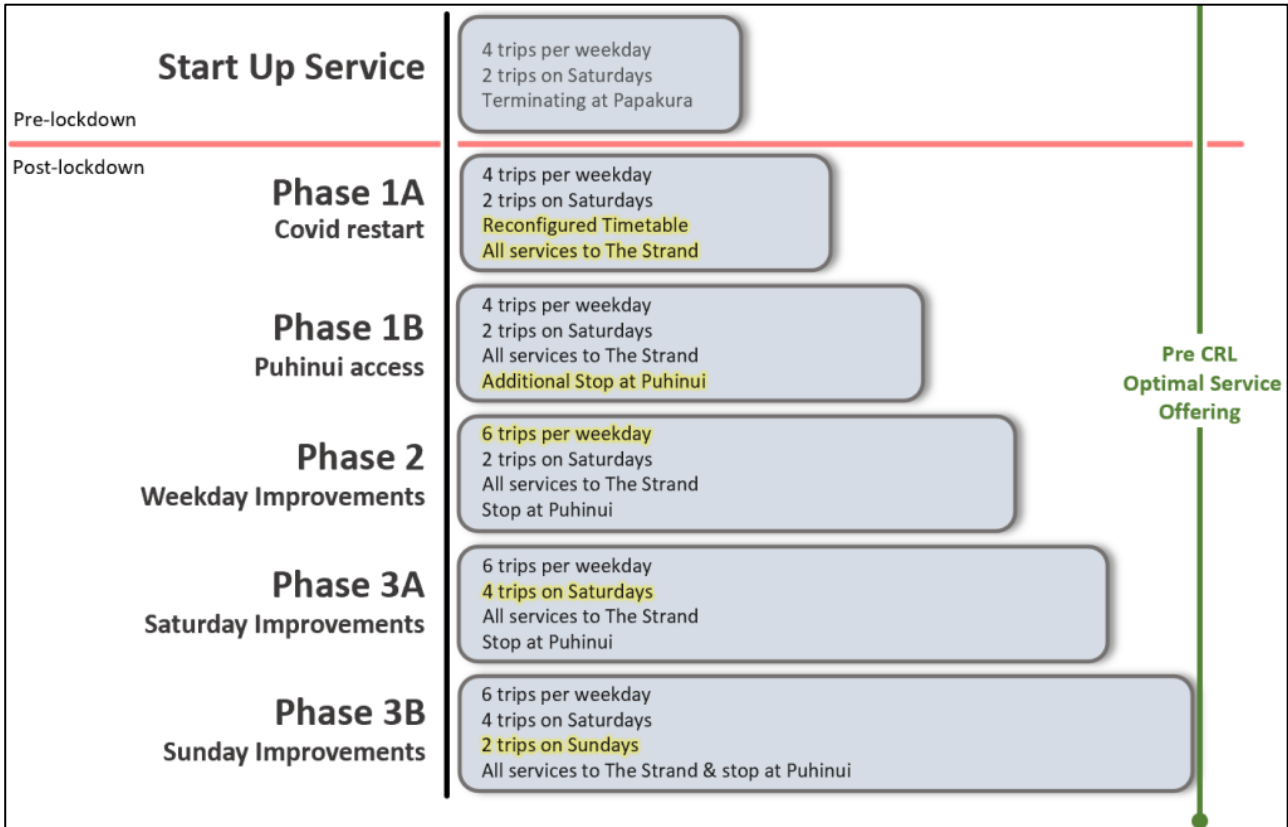 Start Up Service
4 trips per weekday
2 trips on Saturdays
Terminating at Papakura
Pre-lockdown
Post-lockdown
Phase 1A
Covid restart
4 trips per weekday
2 trips on Saturdays
Reconfigured Timetable
All services to The Strand
Phase 1B
Puhinui access
4 trips per weekday
2 trips on Saturdays
All services to The Strand
Additional Stop at Puhinui
Phase 2
Weekday Improvements
6 trips per weekday
2 trips on Saturdays
All services to The Strand
Stop at Puhinui
Phase 3A
Saturday Improvements
6 trips per weekday
4 trips on Saturdays
All services to The Strand
Stop at Puhinui
Phase 3B
Sunday Improvements
6 trips per weekday
4 trips on Saturdays
2 trips on Sundays
All services to The Strand & stop at Puhinui
Pre CRL
Optimal Service
Offering